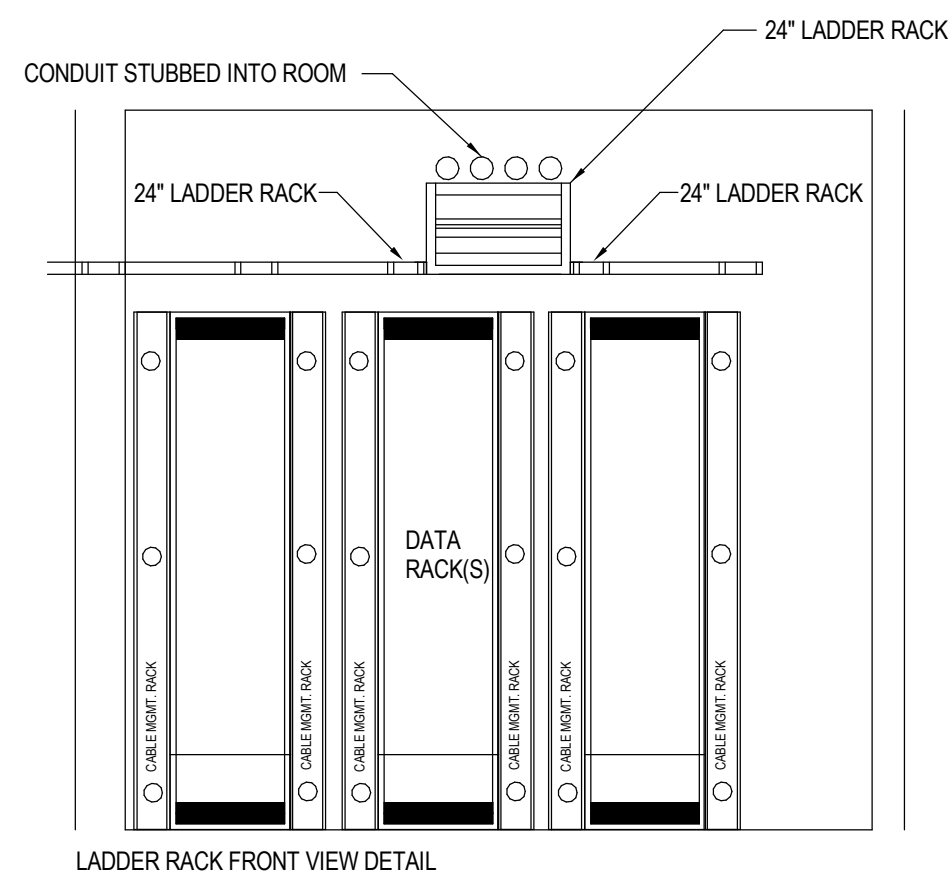 24" LADDER RACK
CONDUIT STUBBED INTO ROOM
24" LADDER RACK
24" LADDER RACK
DATA
RACK(S)
CABLE MGMT. RACK
CABLE MGMT. RACK
CABLE MGMT. RACK
CABLE MGMT. RACK
CABLE MGMT. RACK
CABLE MGMT. RACK
LADDER RACK FRONT VIEW DETAIL